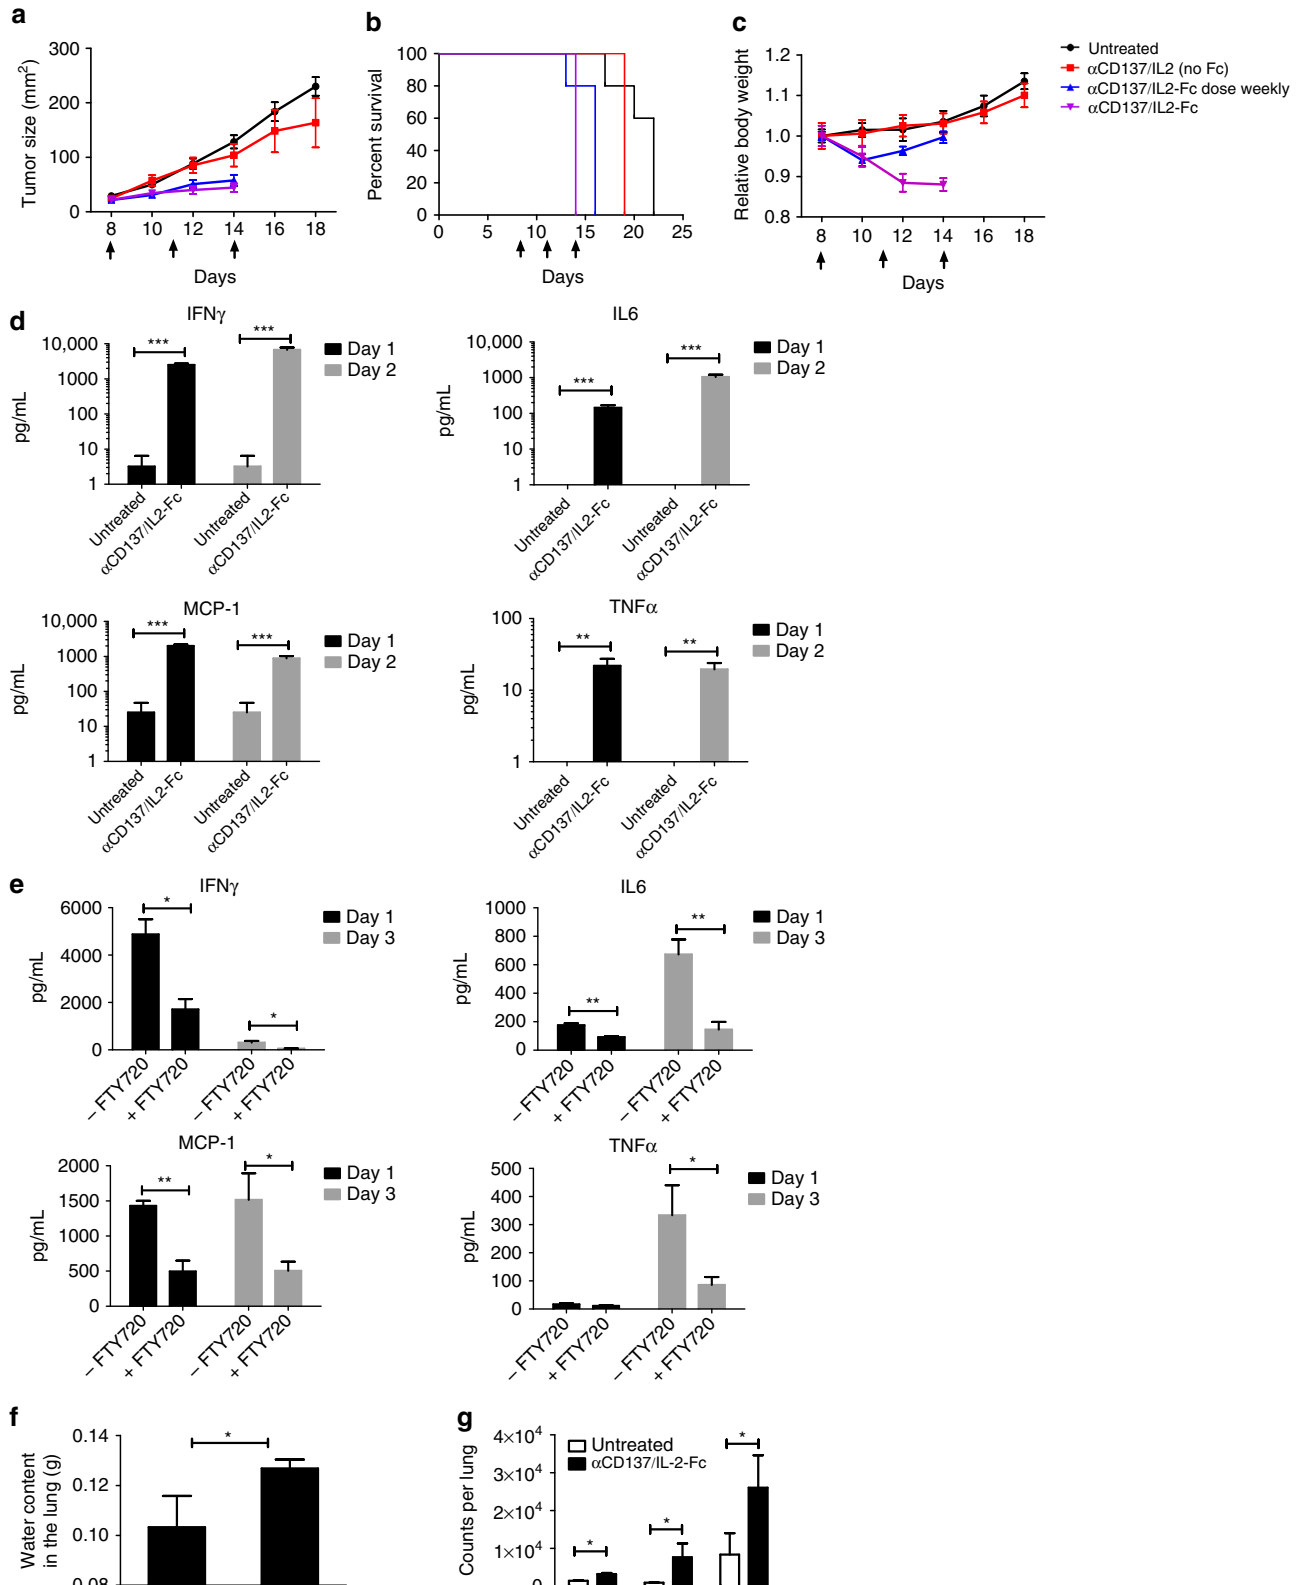 a
Tumor size (mm²)
300
200
100
0
8 10 12 14 16 18
Days
b
Percent survival
100
80
60
40
20
0
0 5 10 15 20 25
Days
c
Relative body weight
1.2
1.1
1.0
0.9
0.8
8 10 12 14 16 18
Days
Untreated
αCD137/IL2 (no Fc)
αCD137/IL2-Fc dose weekly
αCD137/IL2-Fc
d
IFNγ
pg/mL
10,000
1000
100
10
1
*** ***
Untreated
αCD137/IL2-Fc
Untreated
αCD137/IL2-Fc
Day 1
Day 2
IL6
pg/mL
10,000
1000
100
10
1
*** ***
Untreated
αCD137/IL2-Fc
Untreated
αCD137/IL2-Fc
Day 1
Day 2
MCP-1
pg/mL
10,000
1000
100
10
1
*** ***
Untreated
αCD137/IL2-Fc
Untreated
αCD137/IL2-Fc
Day 1
Day 2
TNFα
pg/mL
100
10
1
** **
Untreated
αCD137/IL2-Fc
Untreated
αCD137/IL2-Fc
Day 1
Day 2
e
IFNγ
pg/mL
6000
4000
2000
0
* *
– FTY720
+ FTY720
– FTY720
+ FTY720
Day 1
Day 3
IL6
pg/mL
1000
800
600
400
200
0
** **
– FTY720
+ FTY720
– FTY720
+ FTY720
Day 1
Day 3
MCP-1
pg/mL
2000
1500
1000
500
0
** *
– FTY720
+ FTY720
– FTY720
+ FTY720
Day 1
Day 3
TNFα
pg/mL
500
400
300
200
100
0
*
– FTY720
+ FTY720
– FTY720
+ FTY720
Day 1
Day 3
f
Water content
in the lung (g)
0.14
0.12
0.10
0.08
*
g
Counts per lung
4×10⁴
3×10⁴
2×10⁴
1×10⁴
0
Untreated
αCD137/IL-2-Fc
* * *